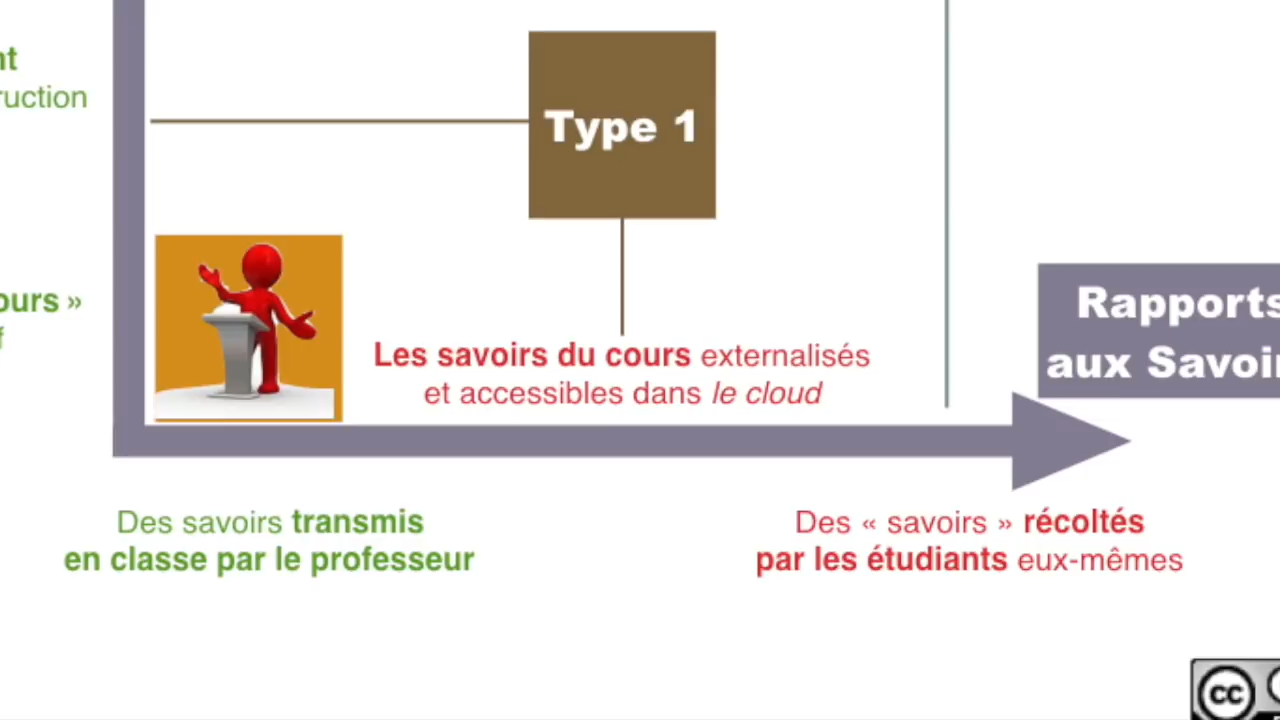 Type 1
Les savoirs du cours externalisés
et accessibles dans le cloud
Rapports
Des savoirs transmis
en classe par le professeur
Des « savoirs » récoltés
par les étudiants eux-mêmes
aux
cc